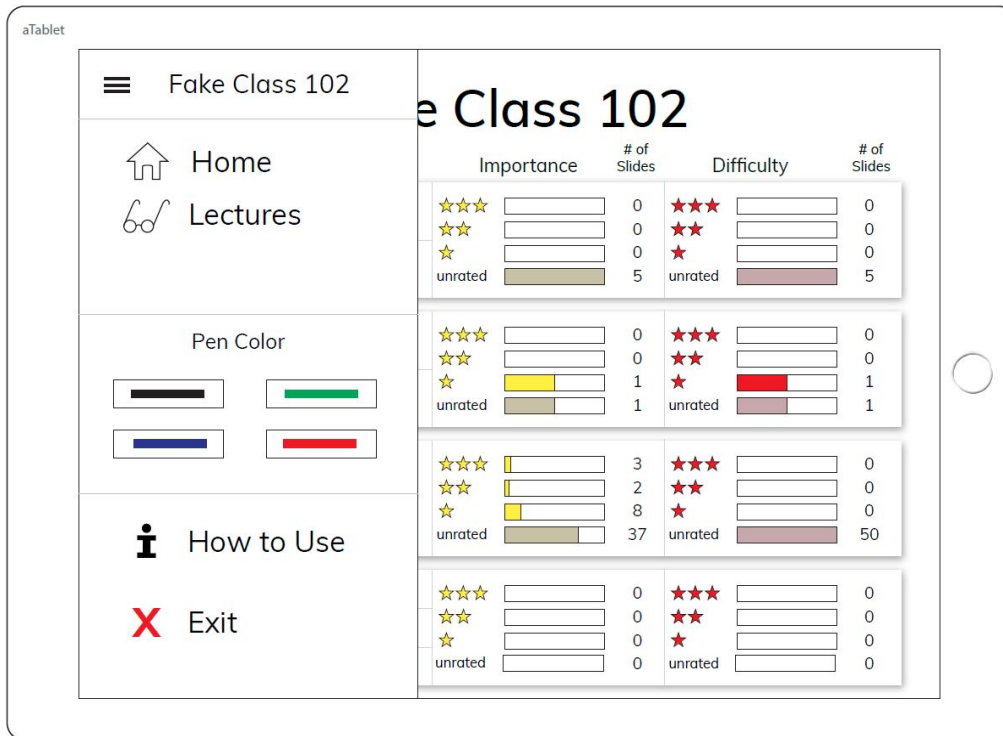 aTablet
Fake Class 102
Home
Lectures
Pen Color
How to Use
X Exit
e Class 102
Importance # of Slides Difficulty # of Slides
0 0
0 0
0 0
unrated 5 unrated 5
0 0
0 0
1 1
unrated 1 unrated 1
3 0
2 0
8 0
unrated 37 unrated 50
0 0
0 0
0 0
unrated 0 unrated 0